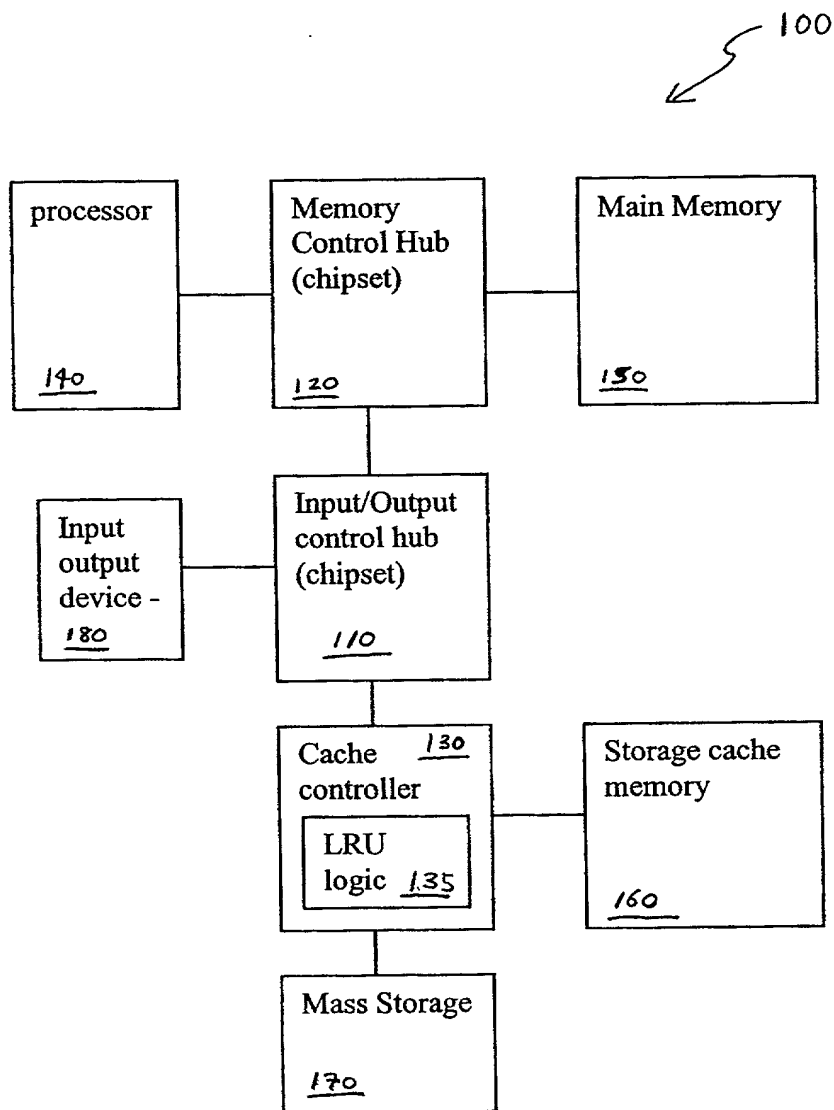 100
processor
140
Memory
Control Hub
(chipset)
120
Main Memory
150
Input
output
device -
180
Input/Output
control hub
(chipset)
110
Cache 130
controller
LRU
logic 135
Storage cache
memory
160
Mass Storage
170